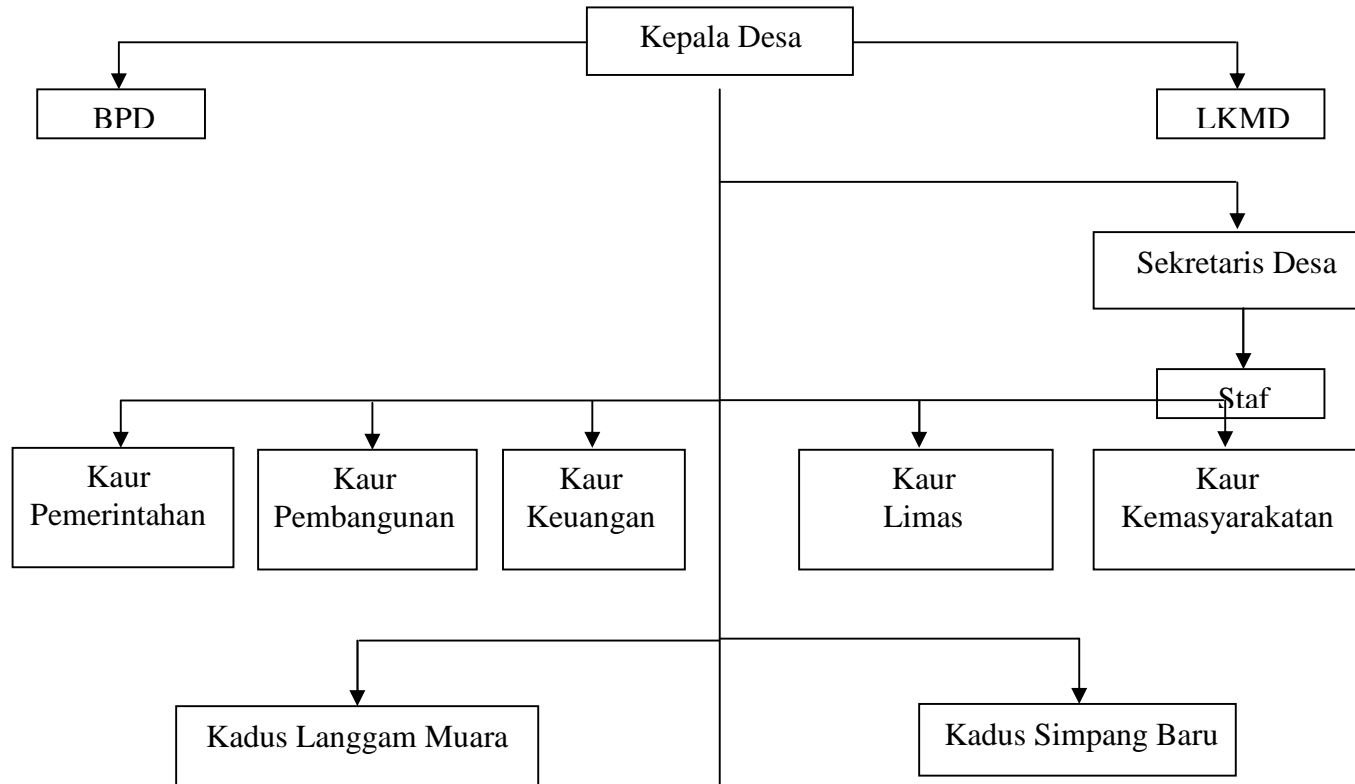 Kepala Desa
BPD
LKMD
Sekretaris Desa
Staf
Kaur
Pemerintahan
Kaur
Pembangunan
Kaur
Keuangan
Kaur
Limas
Kaur
Kemasyarakatan
Kadus Langgam Muara
Kadus Simpang Baru